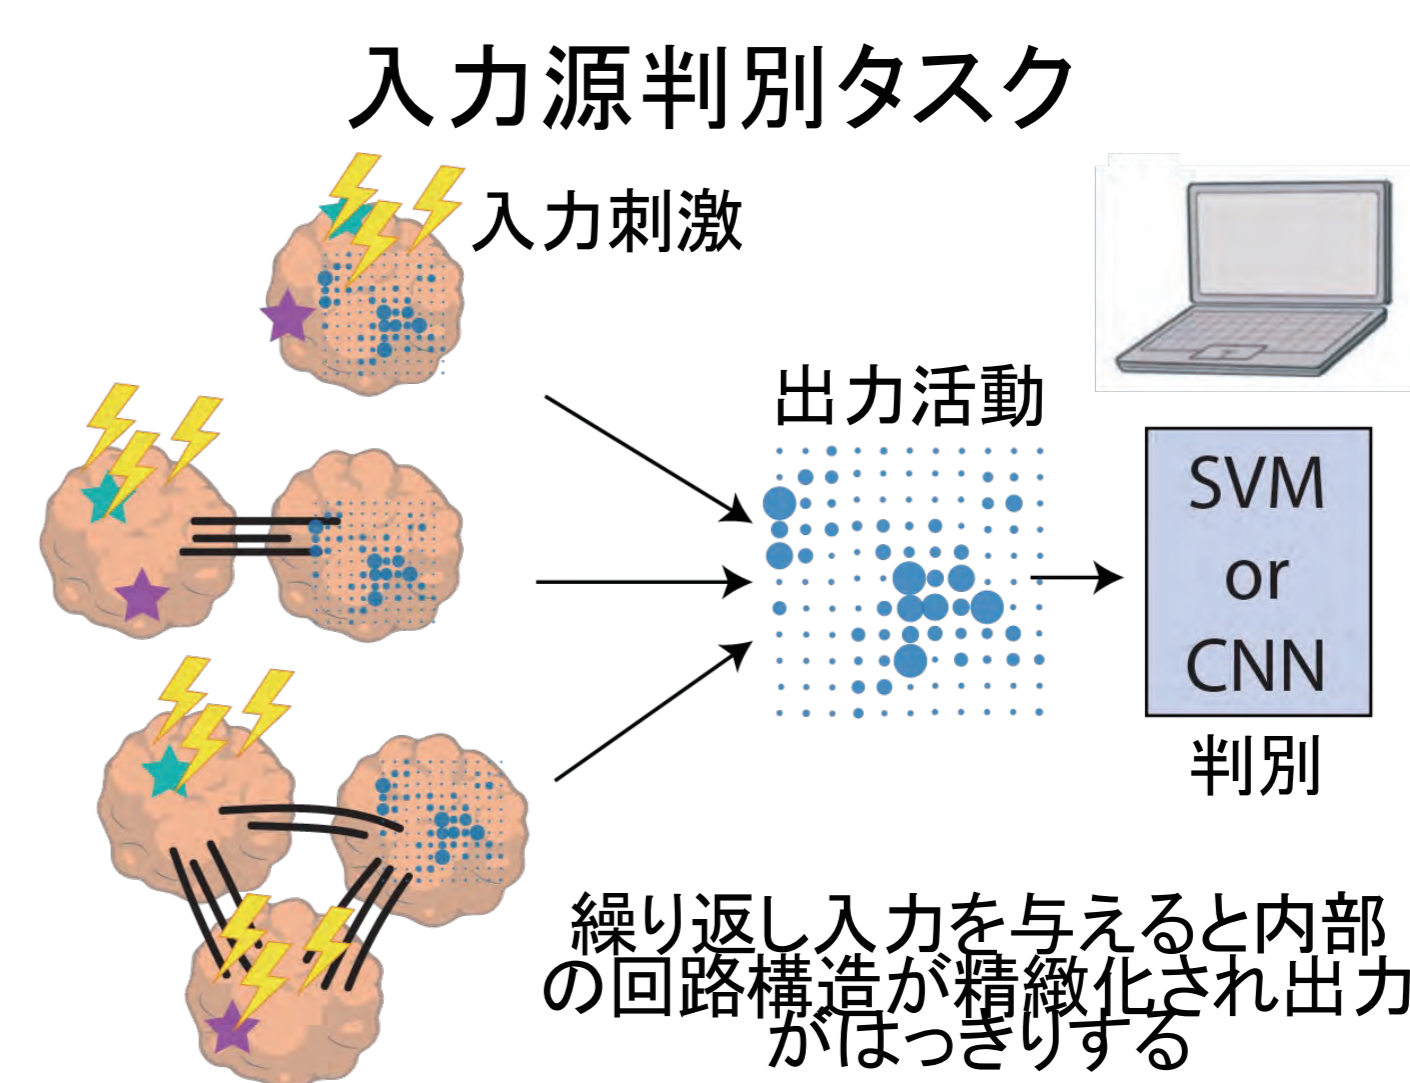 入力源判別タスク
入力刺激
出力活動
SVM
or
CNN
判別
繰り返し入力を与えると内部
の回路構造が精緻化され出力
がはっきりする